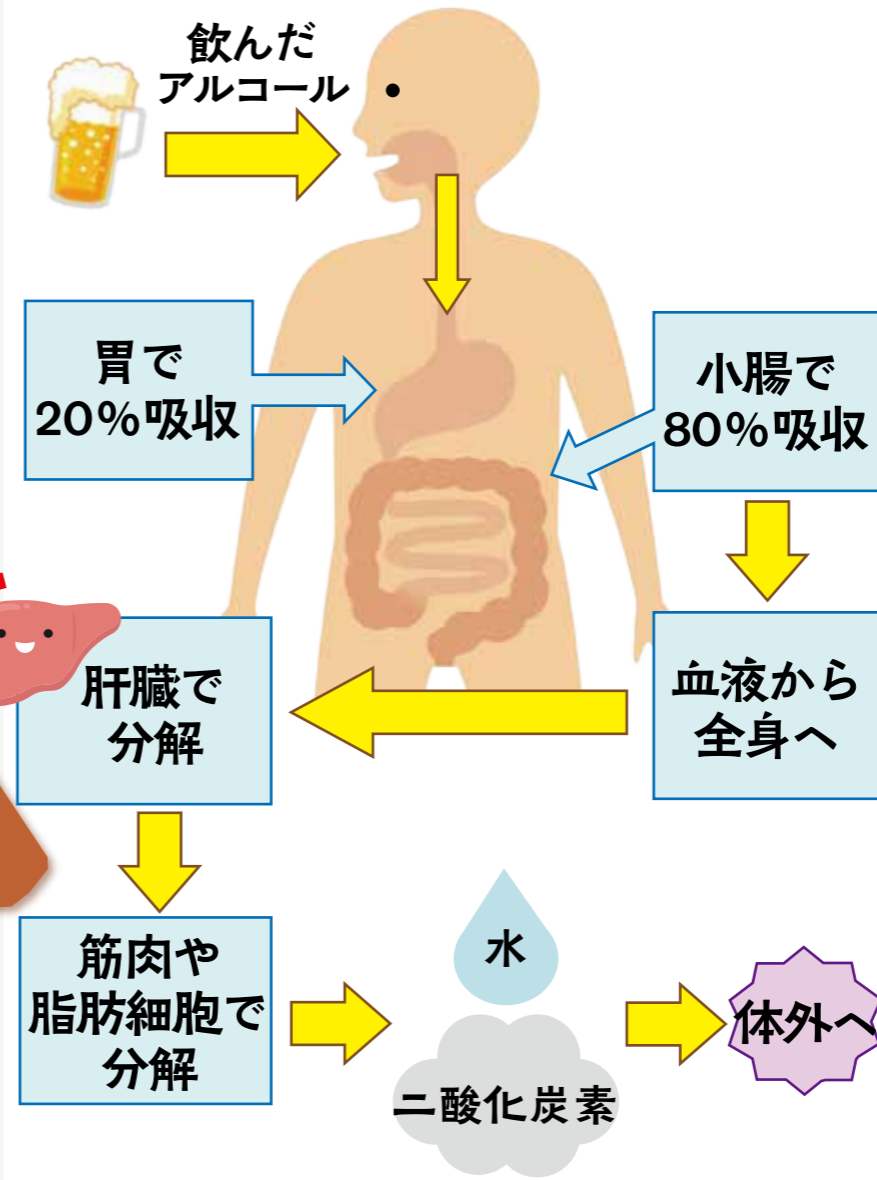 飲んだ
アルコール
胃で
20%吸収
小腸で
80%吸収
血液から
全身へ
肝臓で
分解
筋肉や
脂肪細胞で
分解
水
二酸化炭素
体外へ